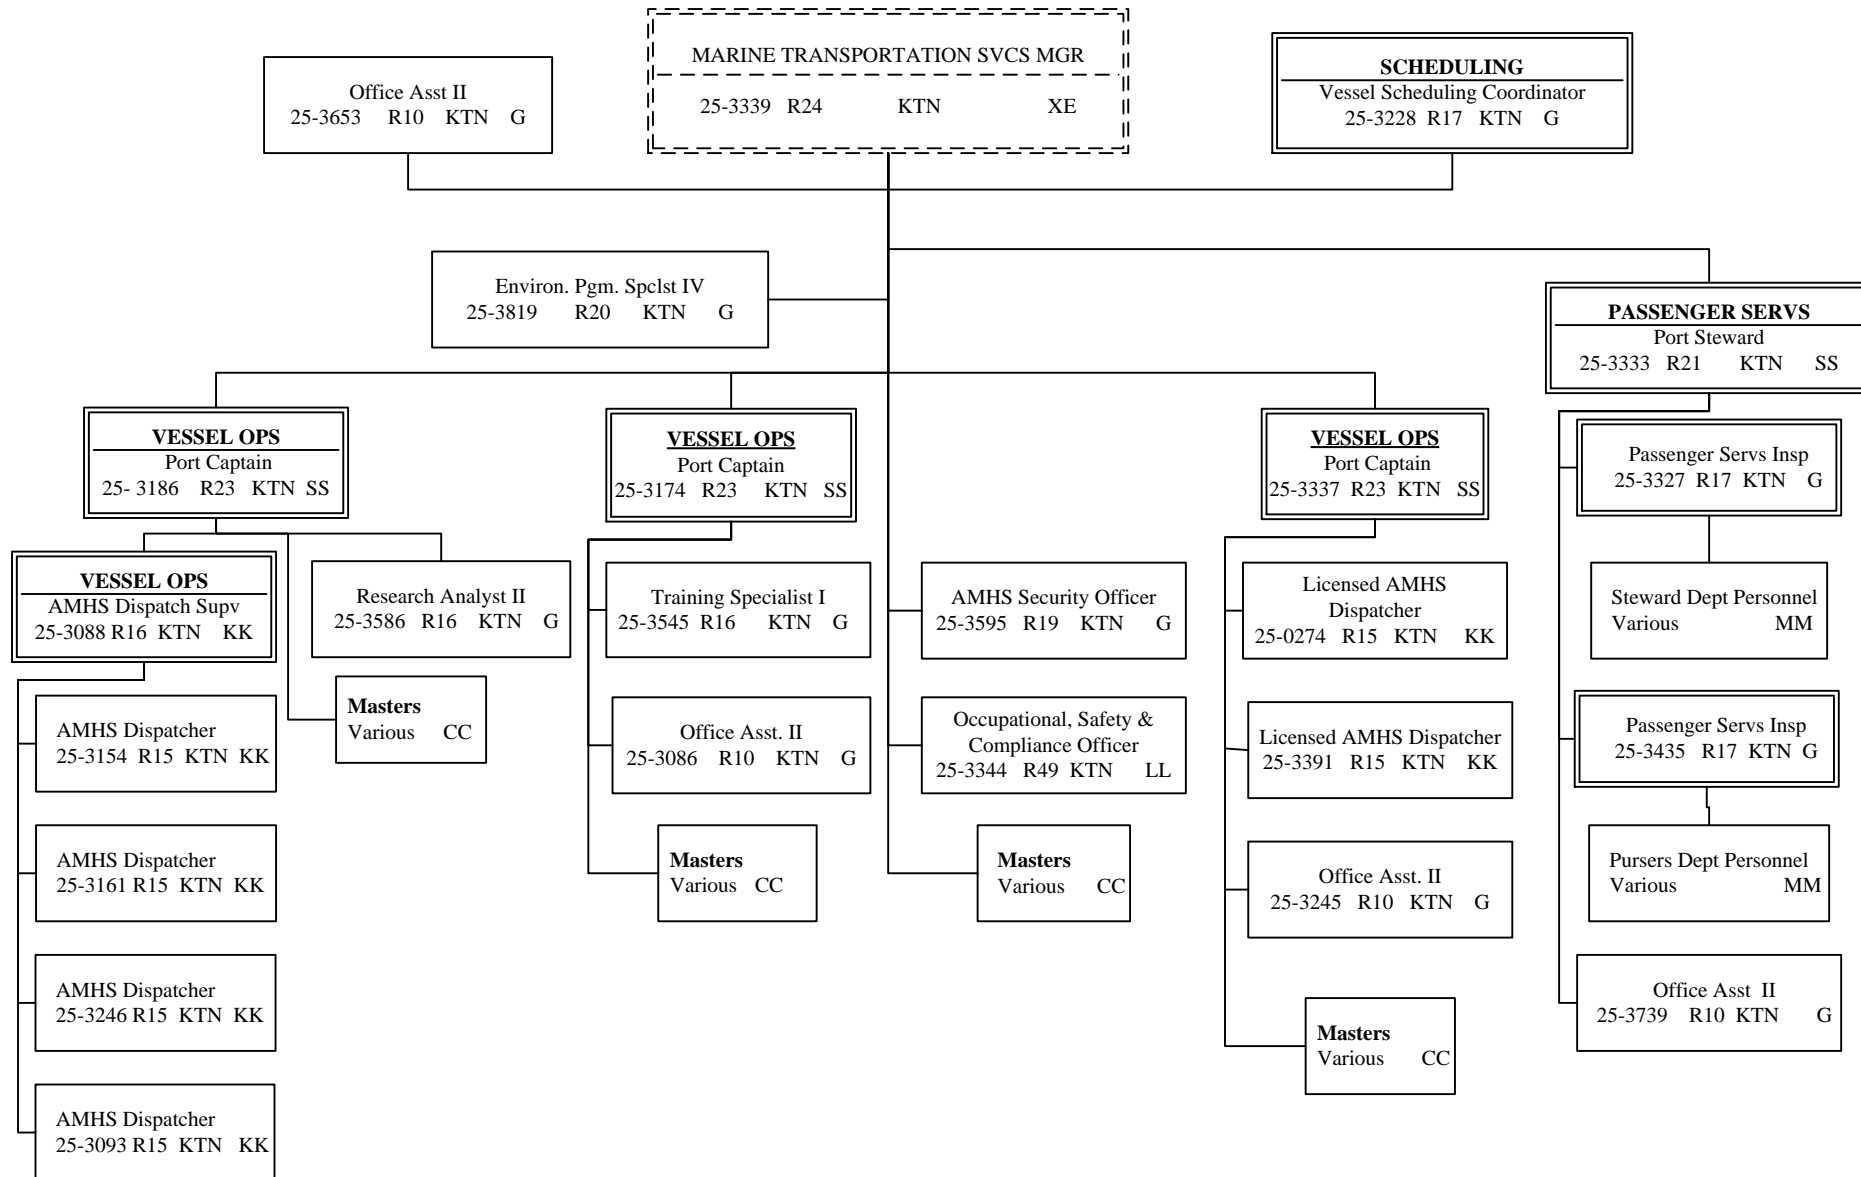 MARINE TRANSPORTATION SVCS MGR
25-3339 R24 KTN XE
Office Asst II
25-3653 R10 KTN G
SCHEDULING
Vessel Scheduling Coordinator
25-3228 R17 KTN G
Environ. Pgm. Spclst IV
25-3819 R20 KTN G
PASSENGER SERVS
Port Steward
25-3333 R21 KTN SS
VESSEL OPS
Port Captain
25- 3186 R23 KTN SS
VESSEL OPS
Port Captain
25-3174 R23 KTN SS
VESSEL OPS
Port Captain
25-3337 R23 KTN SS
Passenger Servs Insp
25-3327 R17 KTN G
VESSEL OPS
AMHS Dispatch Supv
25-3088 R16 KTN KK
Research Analyst II
25-3586 R16 KTN G
Training Specialist I
25-3545 R16 KTN G
AMHS Security Officer
25-3595 R19 KTN G
Licensed AMHS
Dispatcher
25-0274 R15 KTN KK
Steward Dept Personnel
Various MM
AMHS Dispatcher
25-3154 R15 KTN KK
Masters
Various CC
Office Asst. II
25-3086 R10 KTN G
Occupational, Safety &
Compliance Officer
25-3344 R49 KTN LL
Licensed AMHS Dispatcher
25-3391 R15 KTN KK
Passenger Servs Insp
25-3435 R17 KTN G
AMHS Dispatcher
25-3161 R15 KTN KK
Masters
Various CC
Masters
Various CC
Office Asst. II
25-3245 R10 KTN G
Pursers Dept Personnel
Various MM
AMHS Dispatcher
25-3246 R15 KTN KK
Masters
Various CC
Office Asst II
25-3739 R10 KTN G
AMHS Dispatcher
25-3093 R15 KTN KK